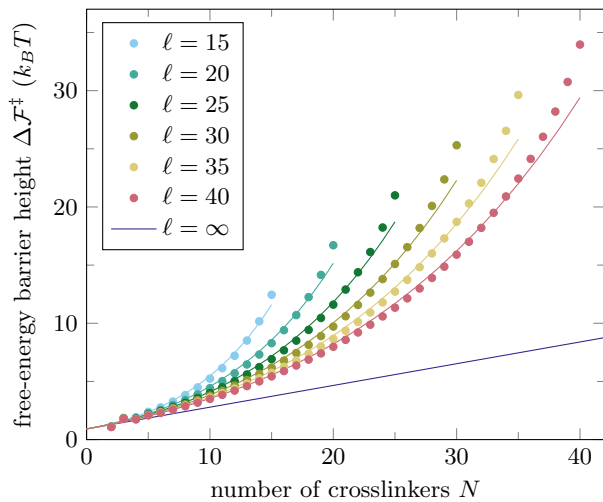 free-energy barrier height Δ𝓕‡ (k_BT)
30
20
10
0
ℓ = 15
ℓ = 20
ℓ = 25
ℓ = 30
ℓ = 35
ℓ = 40
ℓ = ∞
0 10 20 30 40
number of crosslinkers N